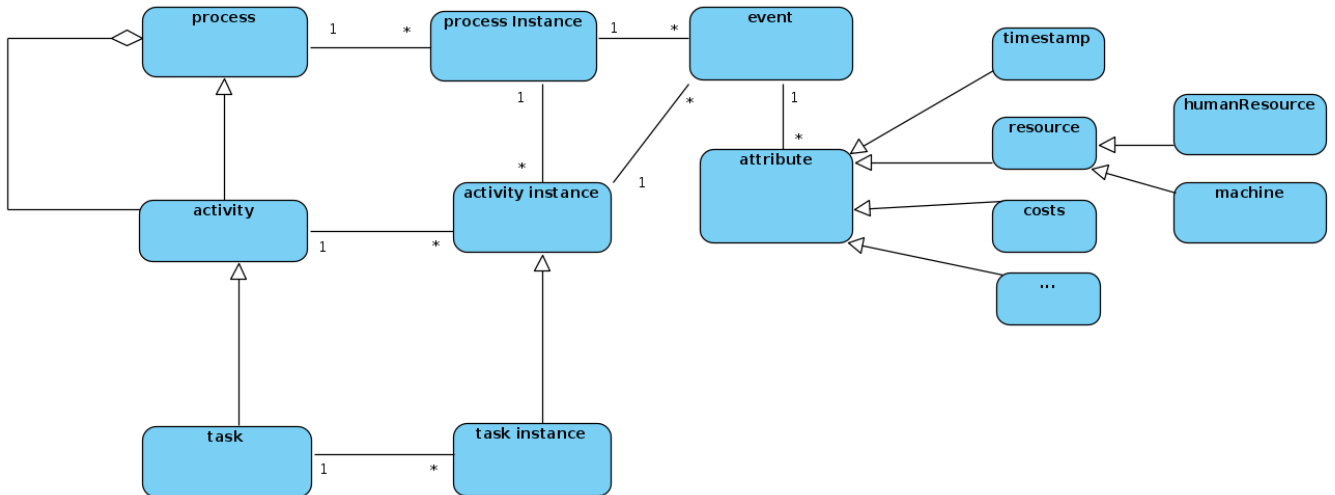 process
1
*
process Instance
1
*
event
timestamp
humanResource
resource
1
*
1
*
*
1
attribute
activity instance
machine
activity
1
*
costs
...
task
1
*
task instance